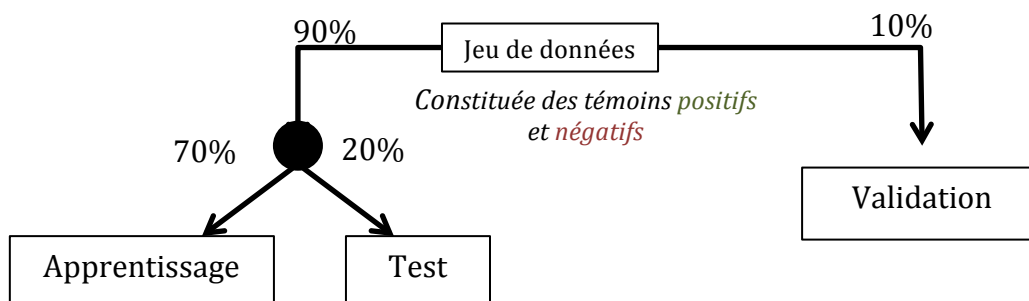 90%
Jeu de données
10%
Constituée des témoins positifs
et négatifs
70%
20%
Validation
Apprentissage
Test